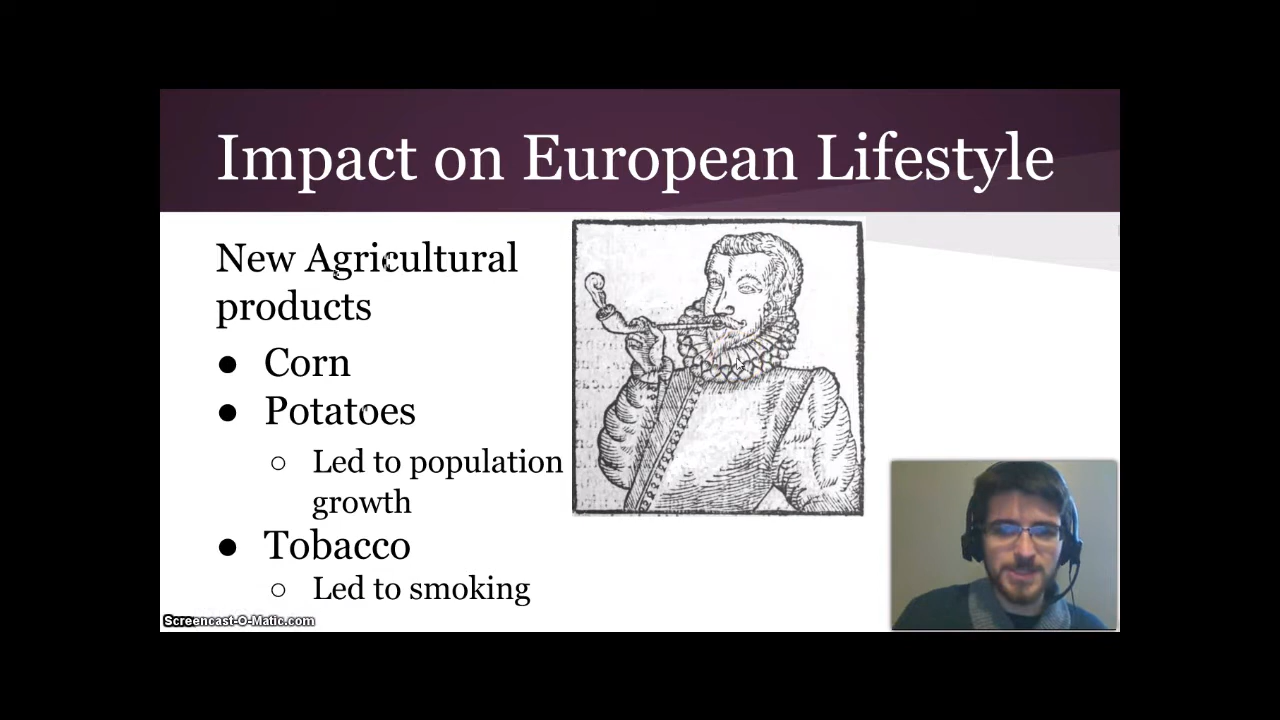 Impact on European Lifestyle
New Agricultural
products
● Corn
● Potatoes
○ Led to population
growth
● Tobacco
○ Led to smoking
Screencast-O-Matic.com